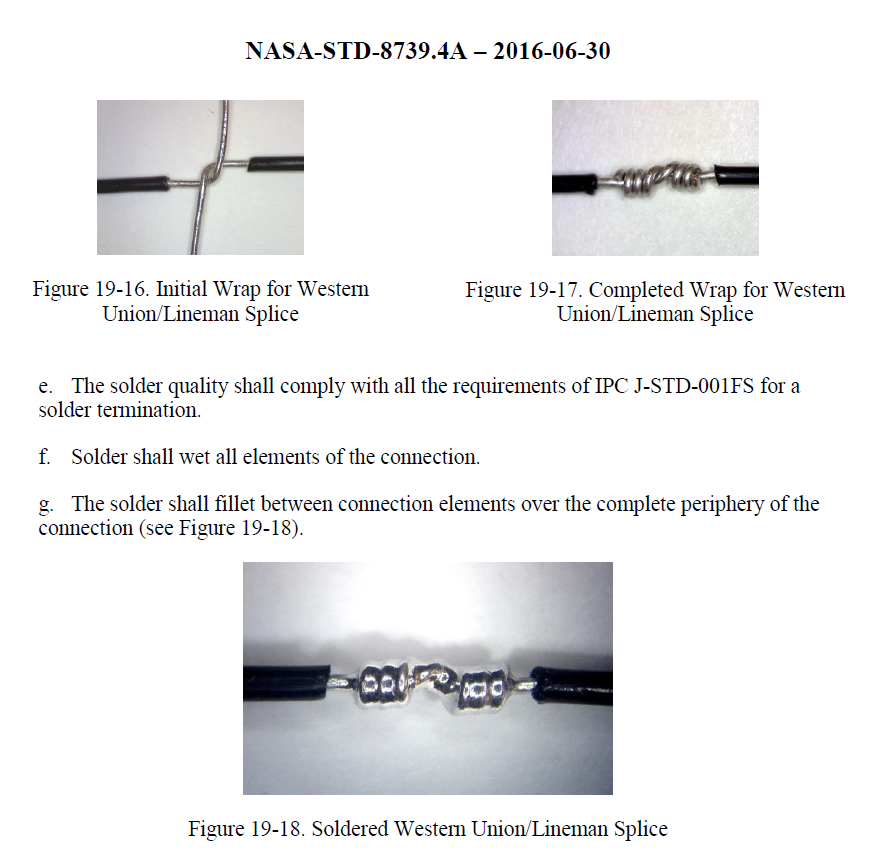 NASA-STD-8739.4A – 2016-06-30
Figure 19-16. Initial Wrap for Western
Union/Lineman Splice
Figure 19-17. Completed Wrap for Western
Union/Lineman Splice
e. The solder quality shall comply with all the requirements of IPC J-STD-001FS for a
solder termination.
f. Solder shall wet all elements of the connection.
g. The solder shall fillet between connection elements over the complete periphery of the
connection (see Figure 19-18).
Figure 19-18. Soldered Western Union/Lineman Splice